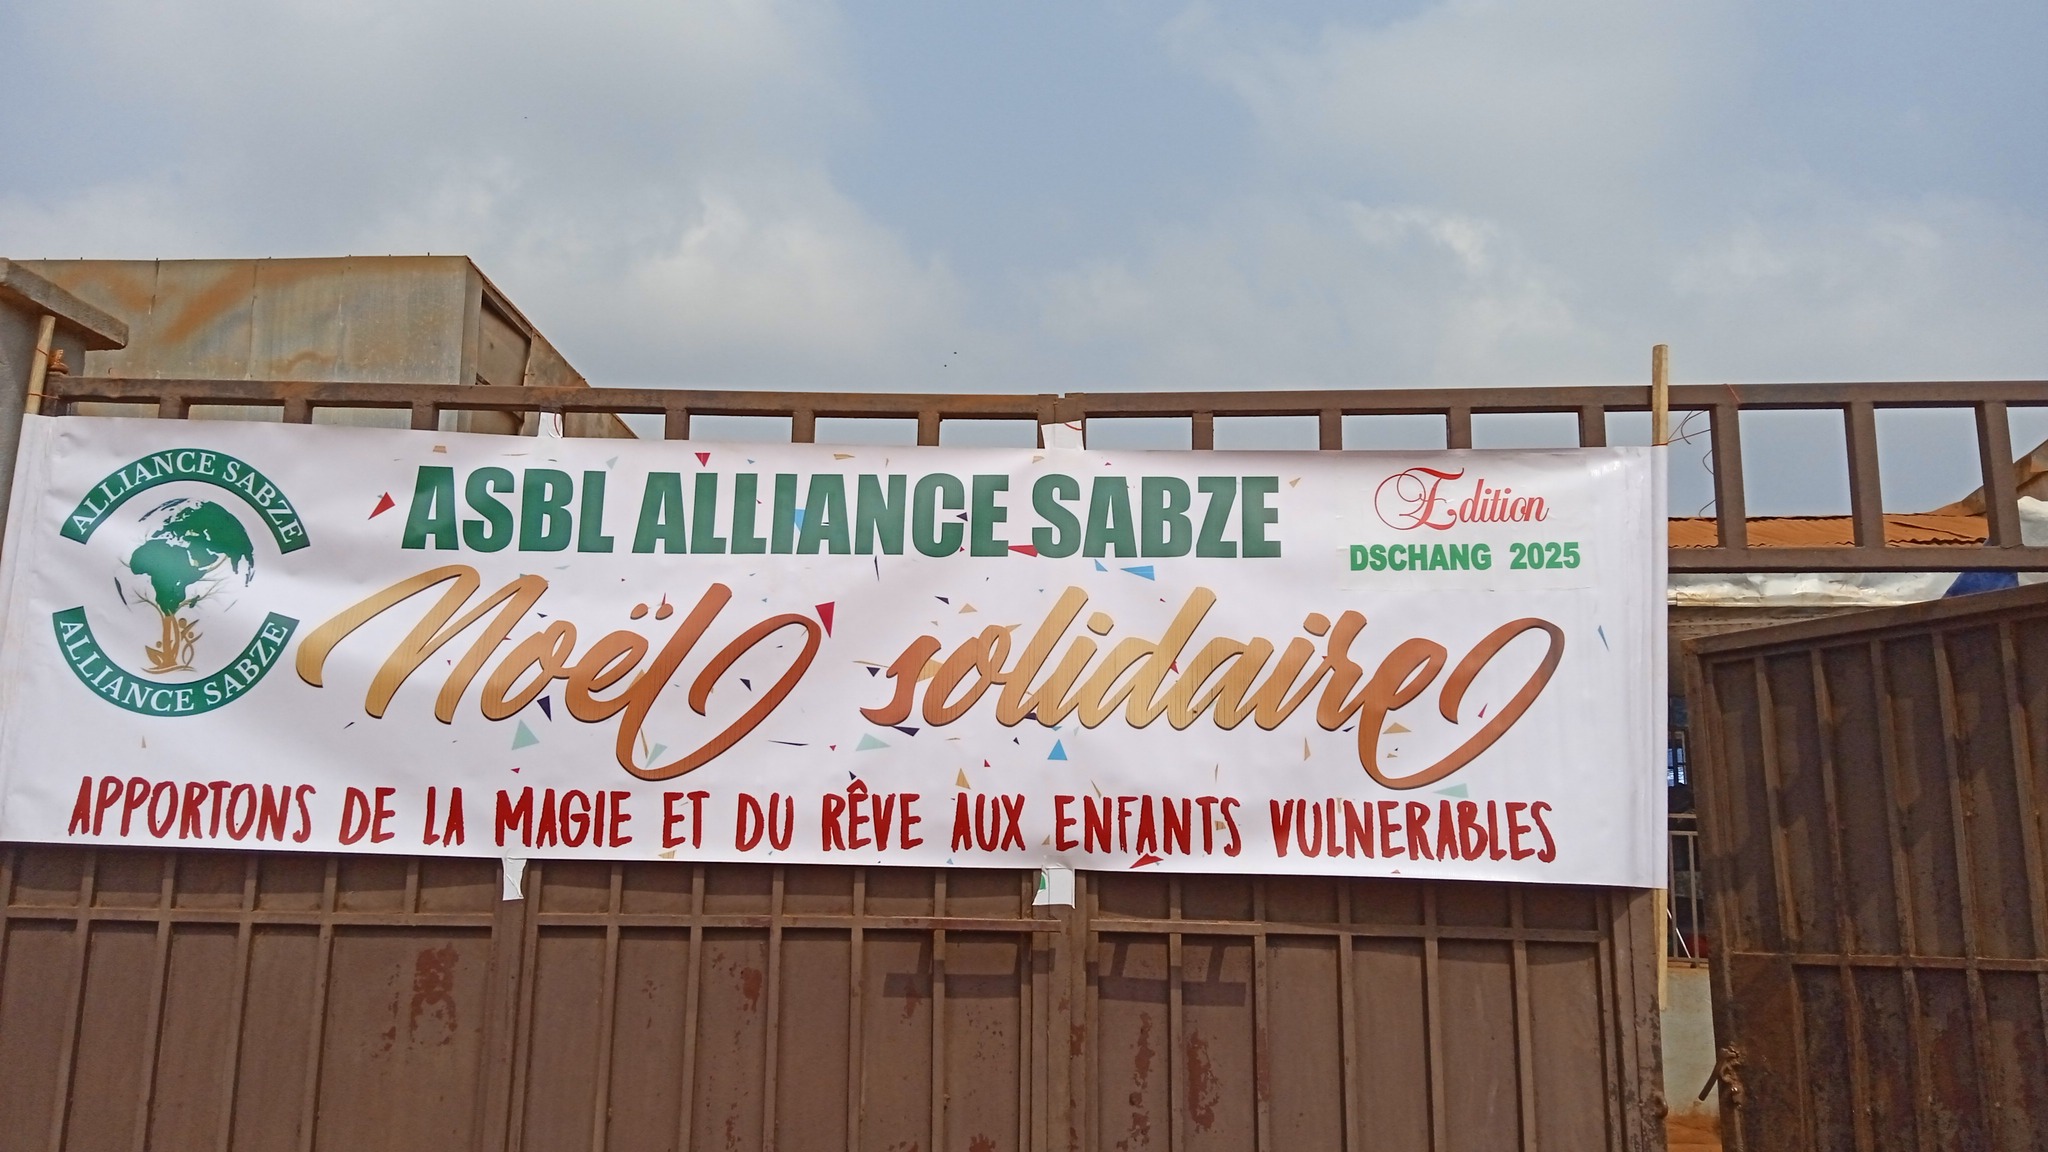 ALLIANCE SABZE
ALLIANCE SABZE
ASBL ALLIANCE SABZE
Edition
DSCHANG 2025
Noël solidaire
APPORTONS DE LA MAGIE ET DU RÊVE AUX ENFANTS VULNERABLES